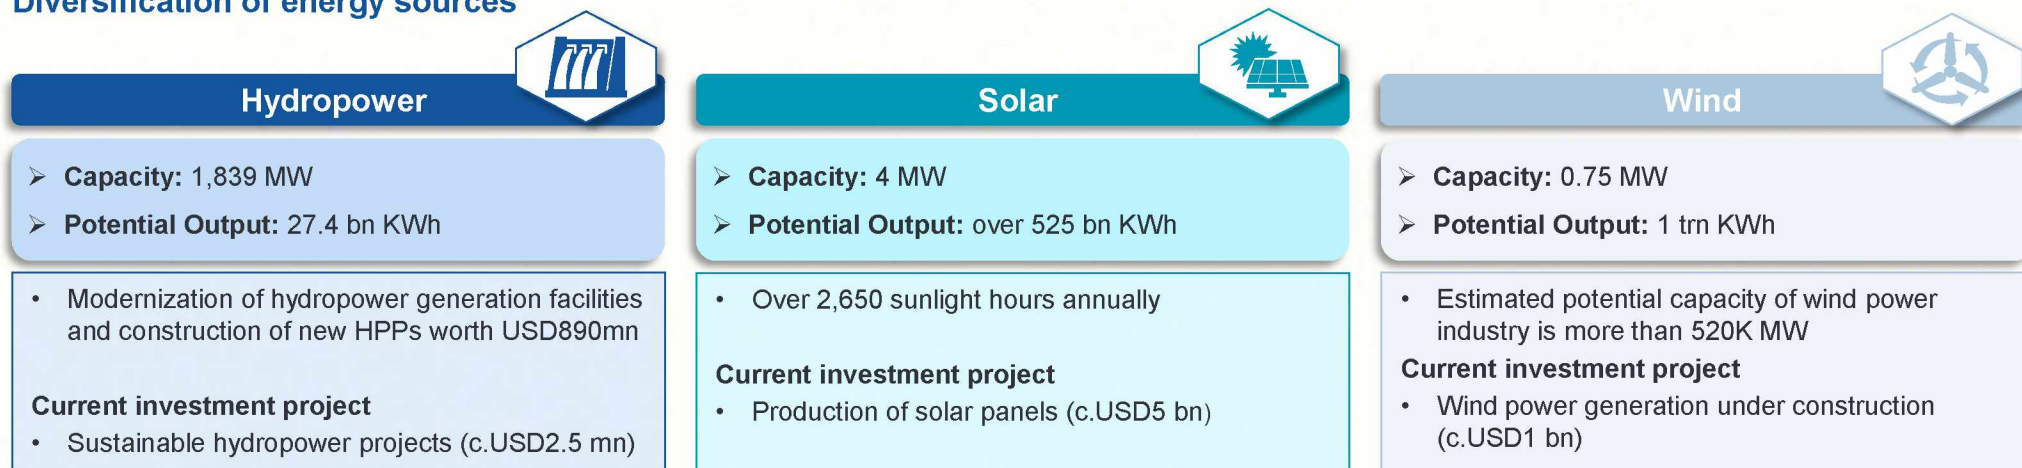 Diversification of energy sources
Hydropower
➢ Capacity: 1,839 MW
➢ Potential Output: 27.4 bn KWh
• Modernization of hydropower generation facilities
and construction of new HPPs worth USD890mn
Current investment project
• Sustainable hydropower projects (c.USD2.5 mn)
Solar
➢ Capacity: 4 MW
➢ Potential Output: over 525 bn KWh
• Over 2,650 sunlight hours annually
Current investment project
• Production of solar panels (c.USD5 bn)
Wind
➢ Capacity: 0.75 MW
➢ Potential Output: 1 trn KWh
• Estimated potential capacity of wind power
industry is more than 520K MW
Current investment project
• Wind power generation under construction
(c.USD1 bn)